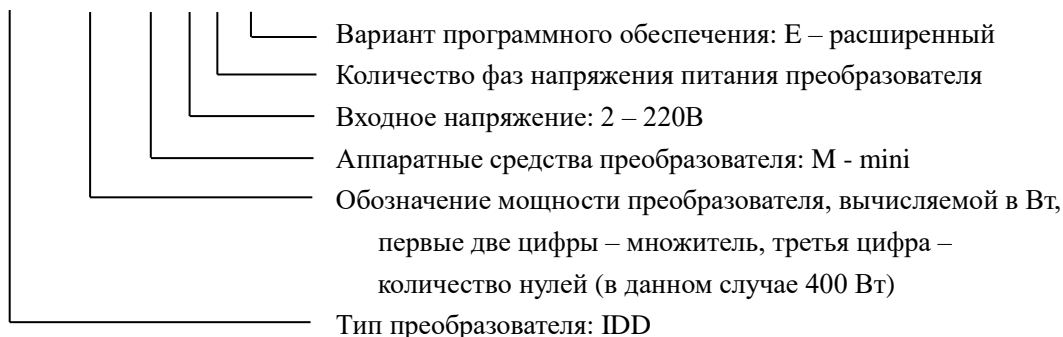 Вариант программного обеспечения: E – расширенный
Количество фаз напряжения питания преобразователя
Входное напряжение: 2 – 220В
Аппаратные средства преобразователя: M - mini
Обозначение мощности преобразователя, вычисляемой в Вт,
первые две цифры – множитель, третья цифра –
количество нулей (в данном случае 400 Вт)
Тип преобразователя: IDD